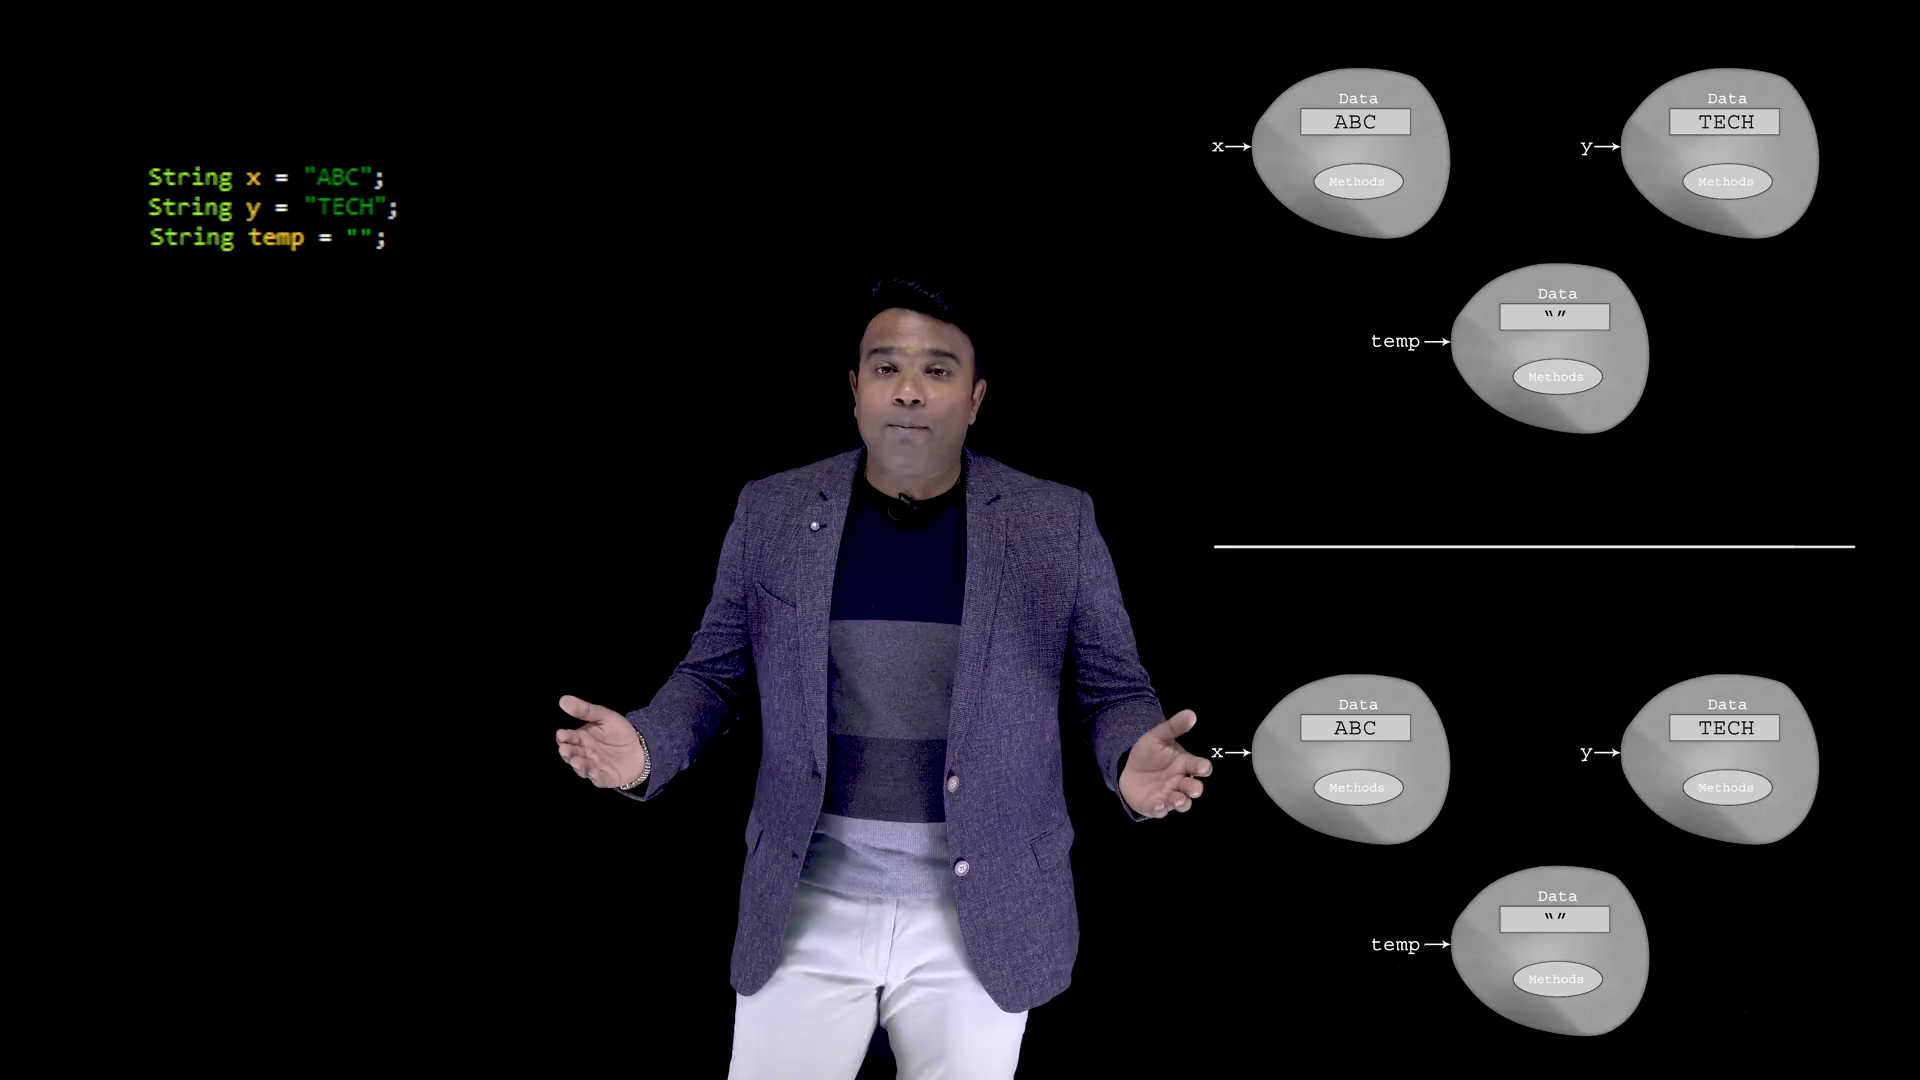 String x = "ABC";
String y = "TECH";
String temp = "";
Data
ABC
x
Methods
Data
TECH
y
Methods
Data
“”
temp
Methods
Data
ABC
x
Methods
Data
TECH
y
Methods
Data
“”
temp
Methods